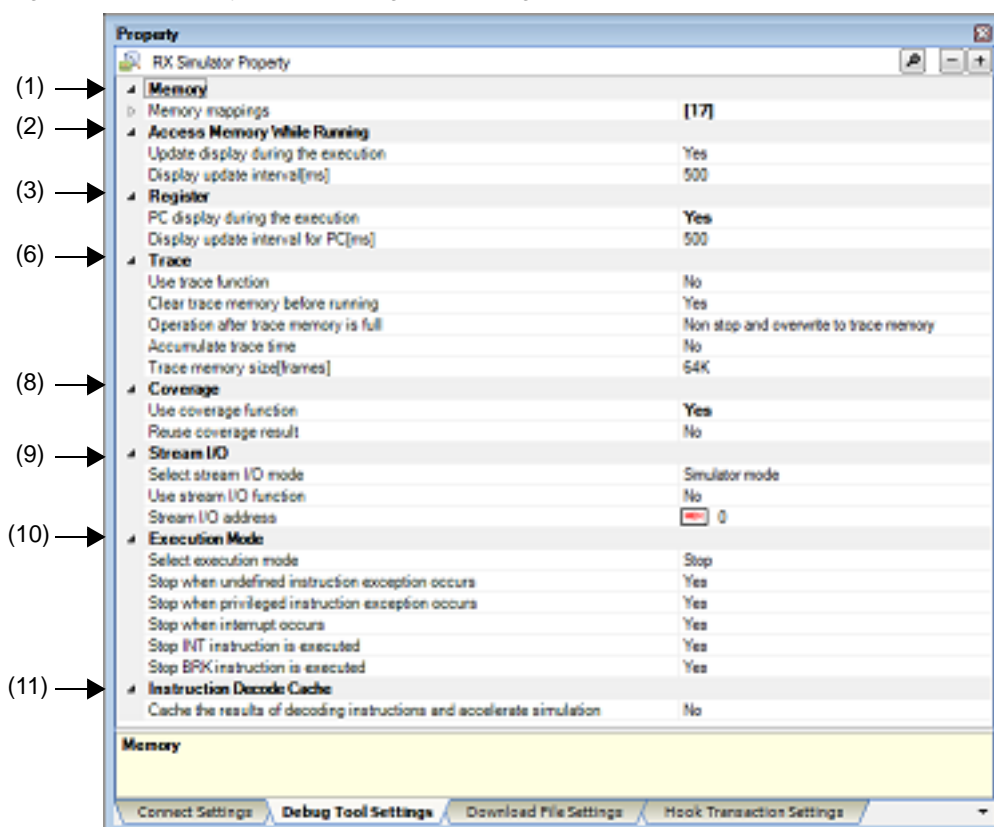 Property
RX Simulator Property
(1) Memory
Memory mappings [17]
(2) Access Memory While Running
Update display during the execution Yes
Display update interval[ms] 500
(3) Register
PC display during the execution Yes
Display update interval for PC[ms] 500
(6) Trace
Use trace function No
Clear trace memory before running Yes
Operation after trace memory is full Non stop and overwrite to trace memory
Accumulate trace time No
Trace memory size[frames] 64K
(8) Coverage
Use coverage function Yes
Reuse coverage result No
(9) Stream I/O
Select stream I/O mode Simulator mode
Use stream I/O function No
Stream I/O address 0
(10) Execution Mode
Select execution mode Stop
Stop when undefined instruction exception occurs Yes
Stop when privileged instruction exception occurs Yes
Stop when interrupt occurs Yes
Stop INT instruction is executed Yes
Stop BRK instruction is executed Yes
(11) Instruction Decode Cache
Cache the results of decoding instructions and accelerate simulation No
Memory
Connect Settings Debug Tool Settings Download File Settings Hook Transaction Settings